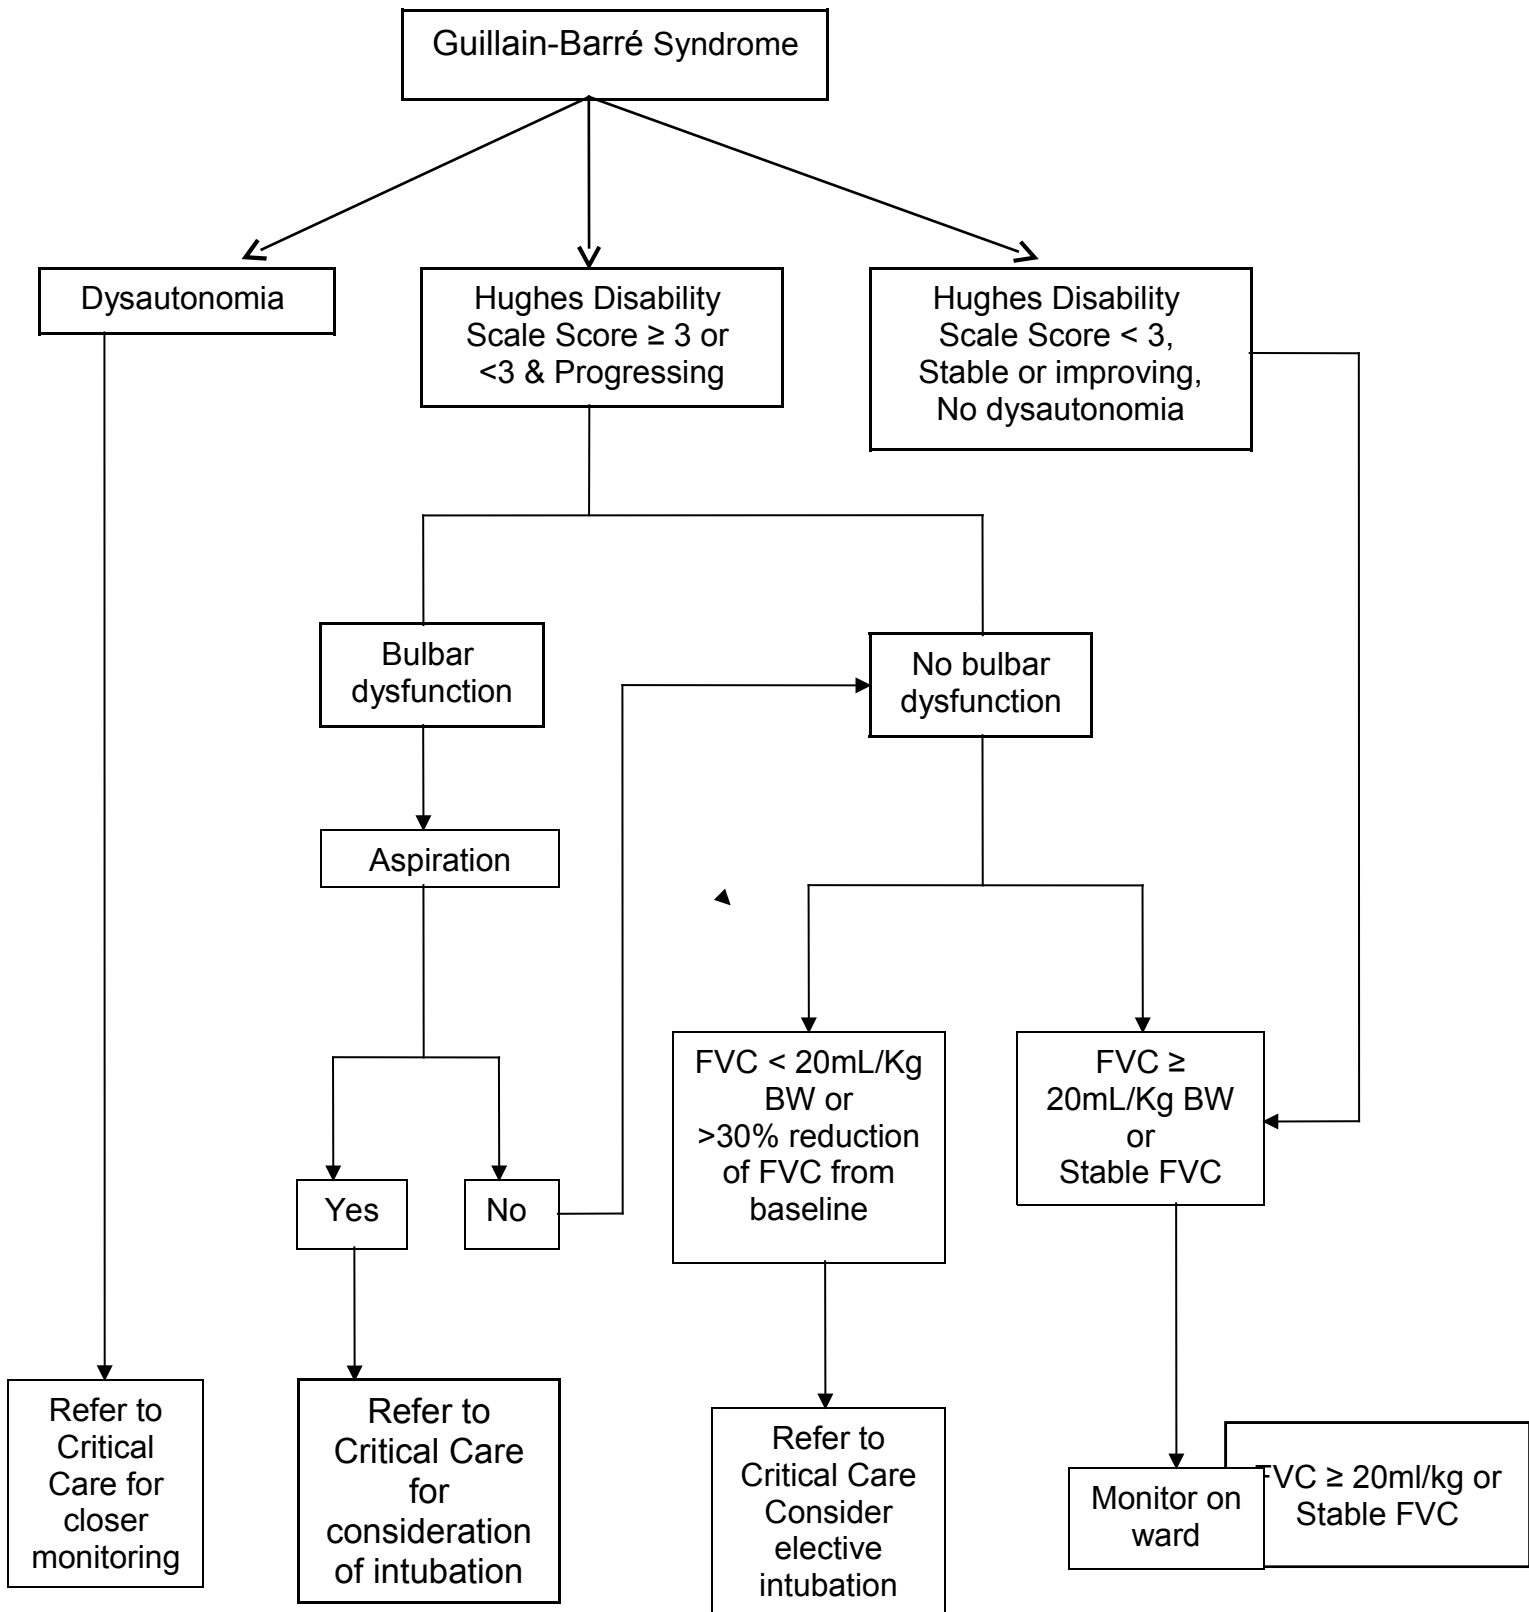 Guillain-Barré Syndrome
Dysautonomia
Hughes Disability
Scale Score ≥ 3 or
<3 & Progressing
Hughes Disability
Scale Score < 3,
Stable or improving,
No dysautonomia
Bulbar
dysfunction
No bulbar
dysfunction
Aspiration
FVC < 20mL/Kg
BW or
>30% reduction
of FVC from
baseline
FVC ≥
20mL/Kg BW
or
Stable FVC
Yes
No
Refer to
Critical
Care for
closer
monitoring
Refer to
Critical Care
for
consideration
of intubation
Refer to
Critical Care
Consider
elective
intubation
Monitor on
ward
FVC ≥ 20ml/kg or
Stable FVC